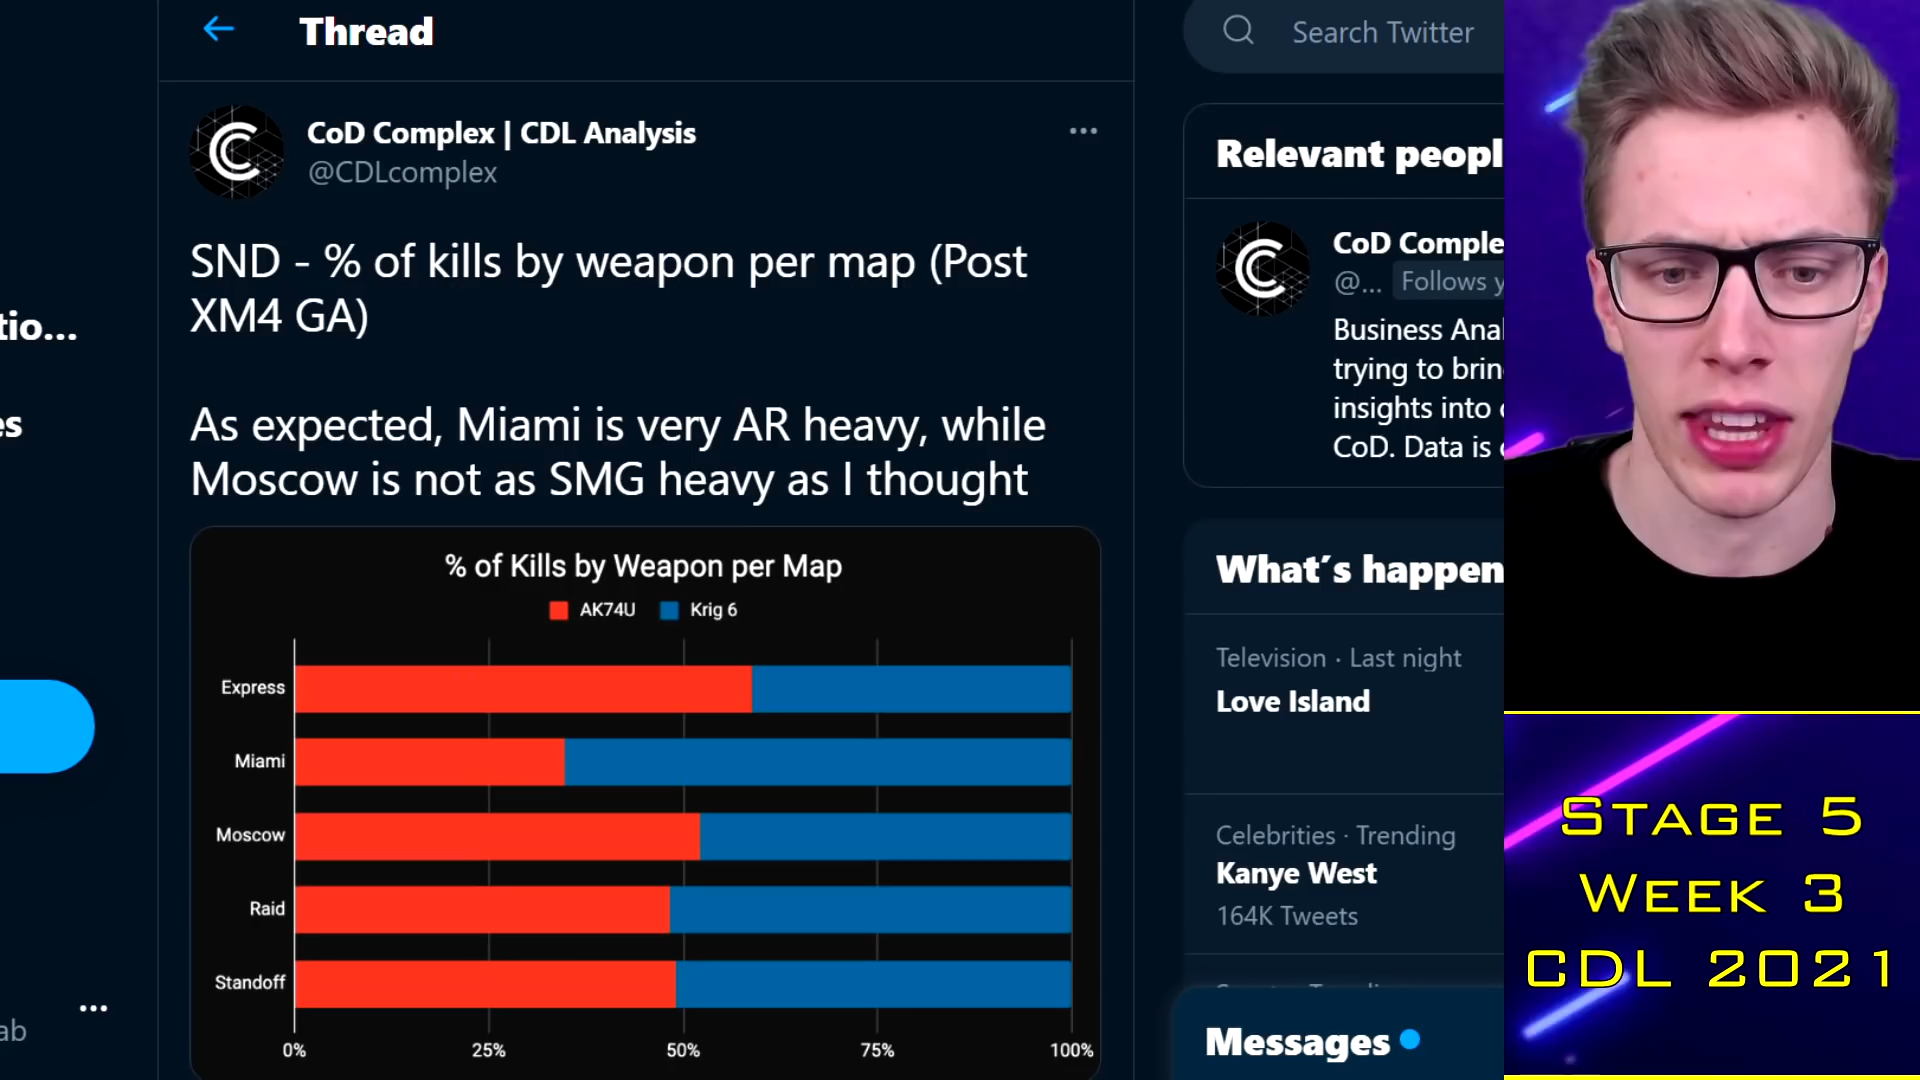 Thread
Search Twitter
CoD Complex | CDL Analysis
@CDLcomplex
SND - % of kills by weapon per map (Post
XM4 GA)
As expected, Miami is very AR heavy, while
Moscow is not as SMG heavy as I thought
% of Kills by Weapon per Map
AK74U
Krig 6
Express
Miami
Moscow
Raid
Standoff
0%
25%
50%
75%
100%
tio...
es
ab
Relevant peopl
CoD Comple
@... Follows y
Business Anal
trying to brin
insights into
CoD. Data is
What's happen
Television · Last night
Love Island
Celebrities · Trending
Kanye West
164K Tweets
Messages
STAGE 5
WEEK 3
CDL 2021